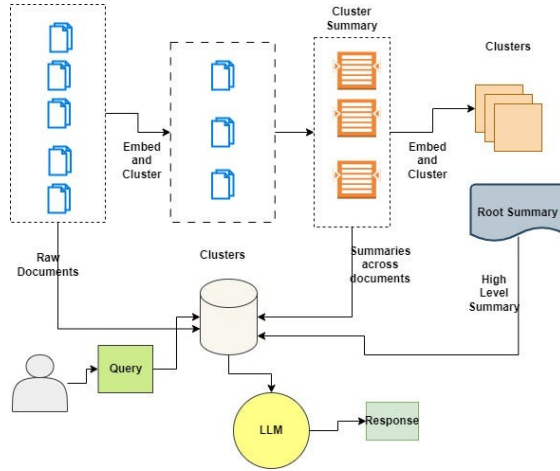 Cluster
Summary
Clusters
Embed
and
Cluster
Embed
and
Cluster
Root Summary
Raw
Documents
Clusters
Summaries
across
documents
High
Level
Summary
Query
LLM
Response